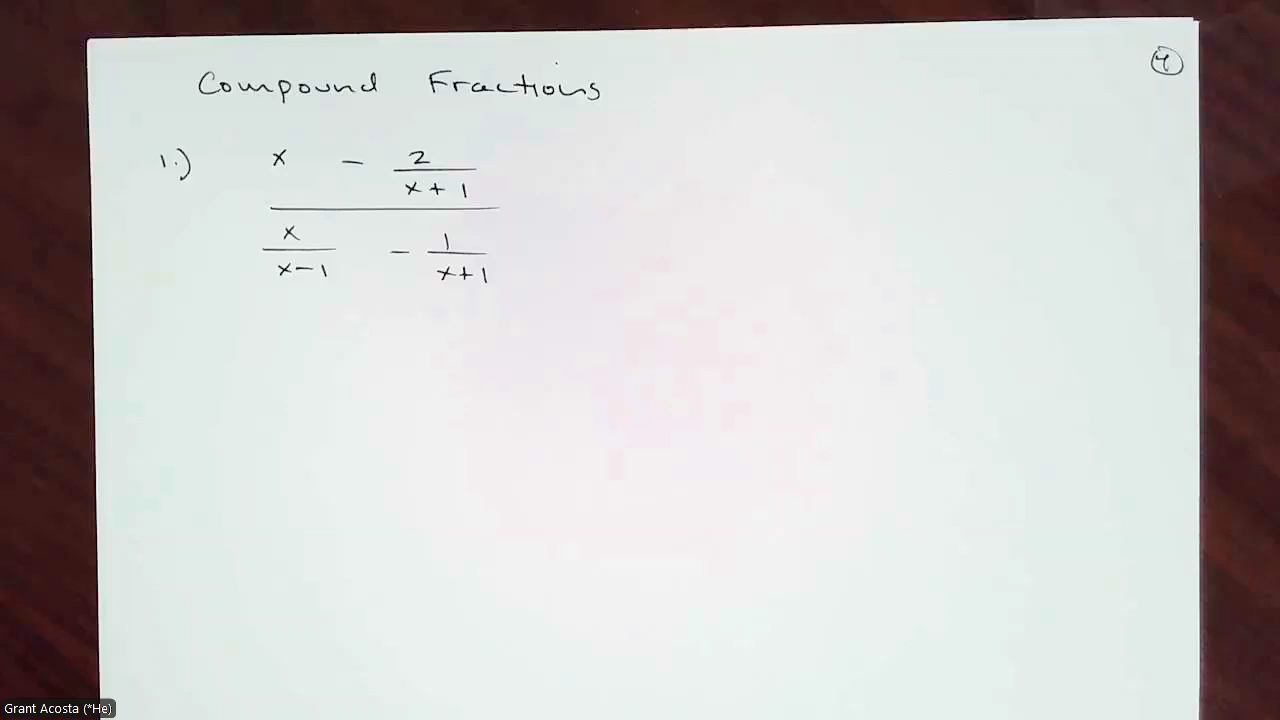 4
Compound Fractions
1.) x - 2
x + 1
x
x-1 - 1
x+1
Grant Acosta (*He)